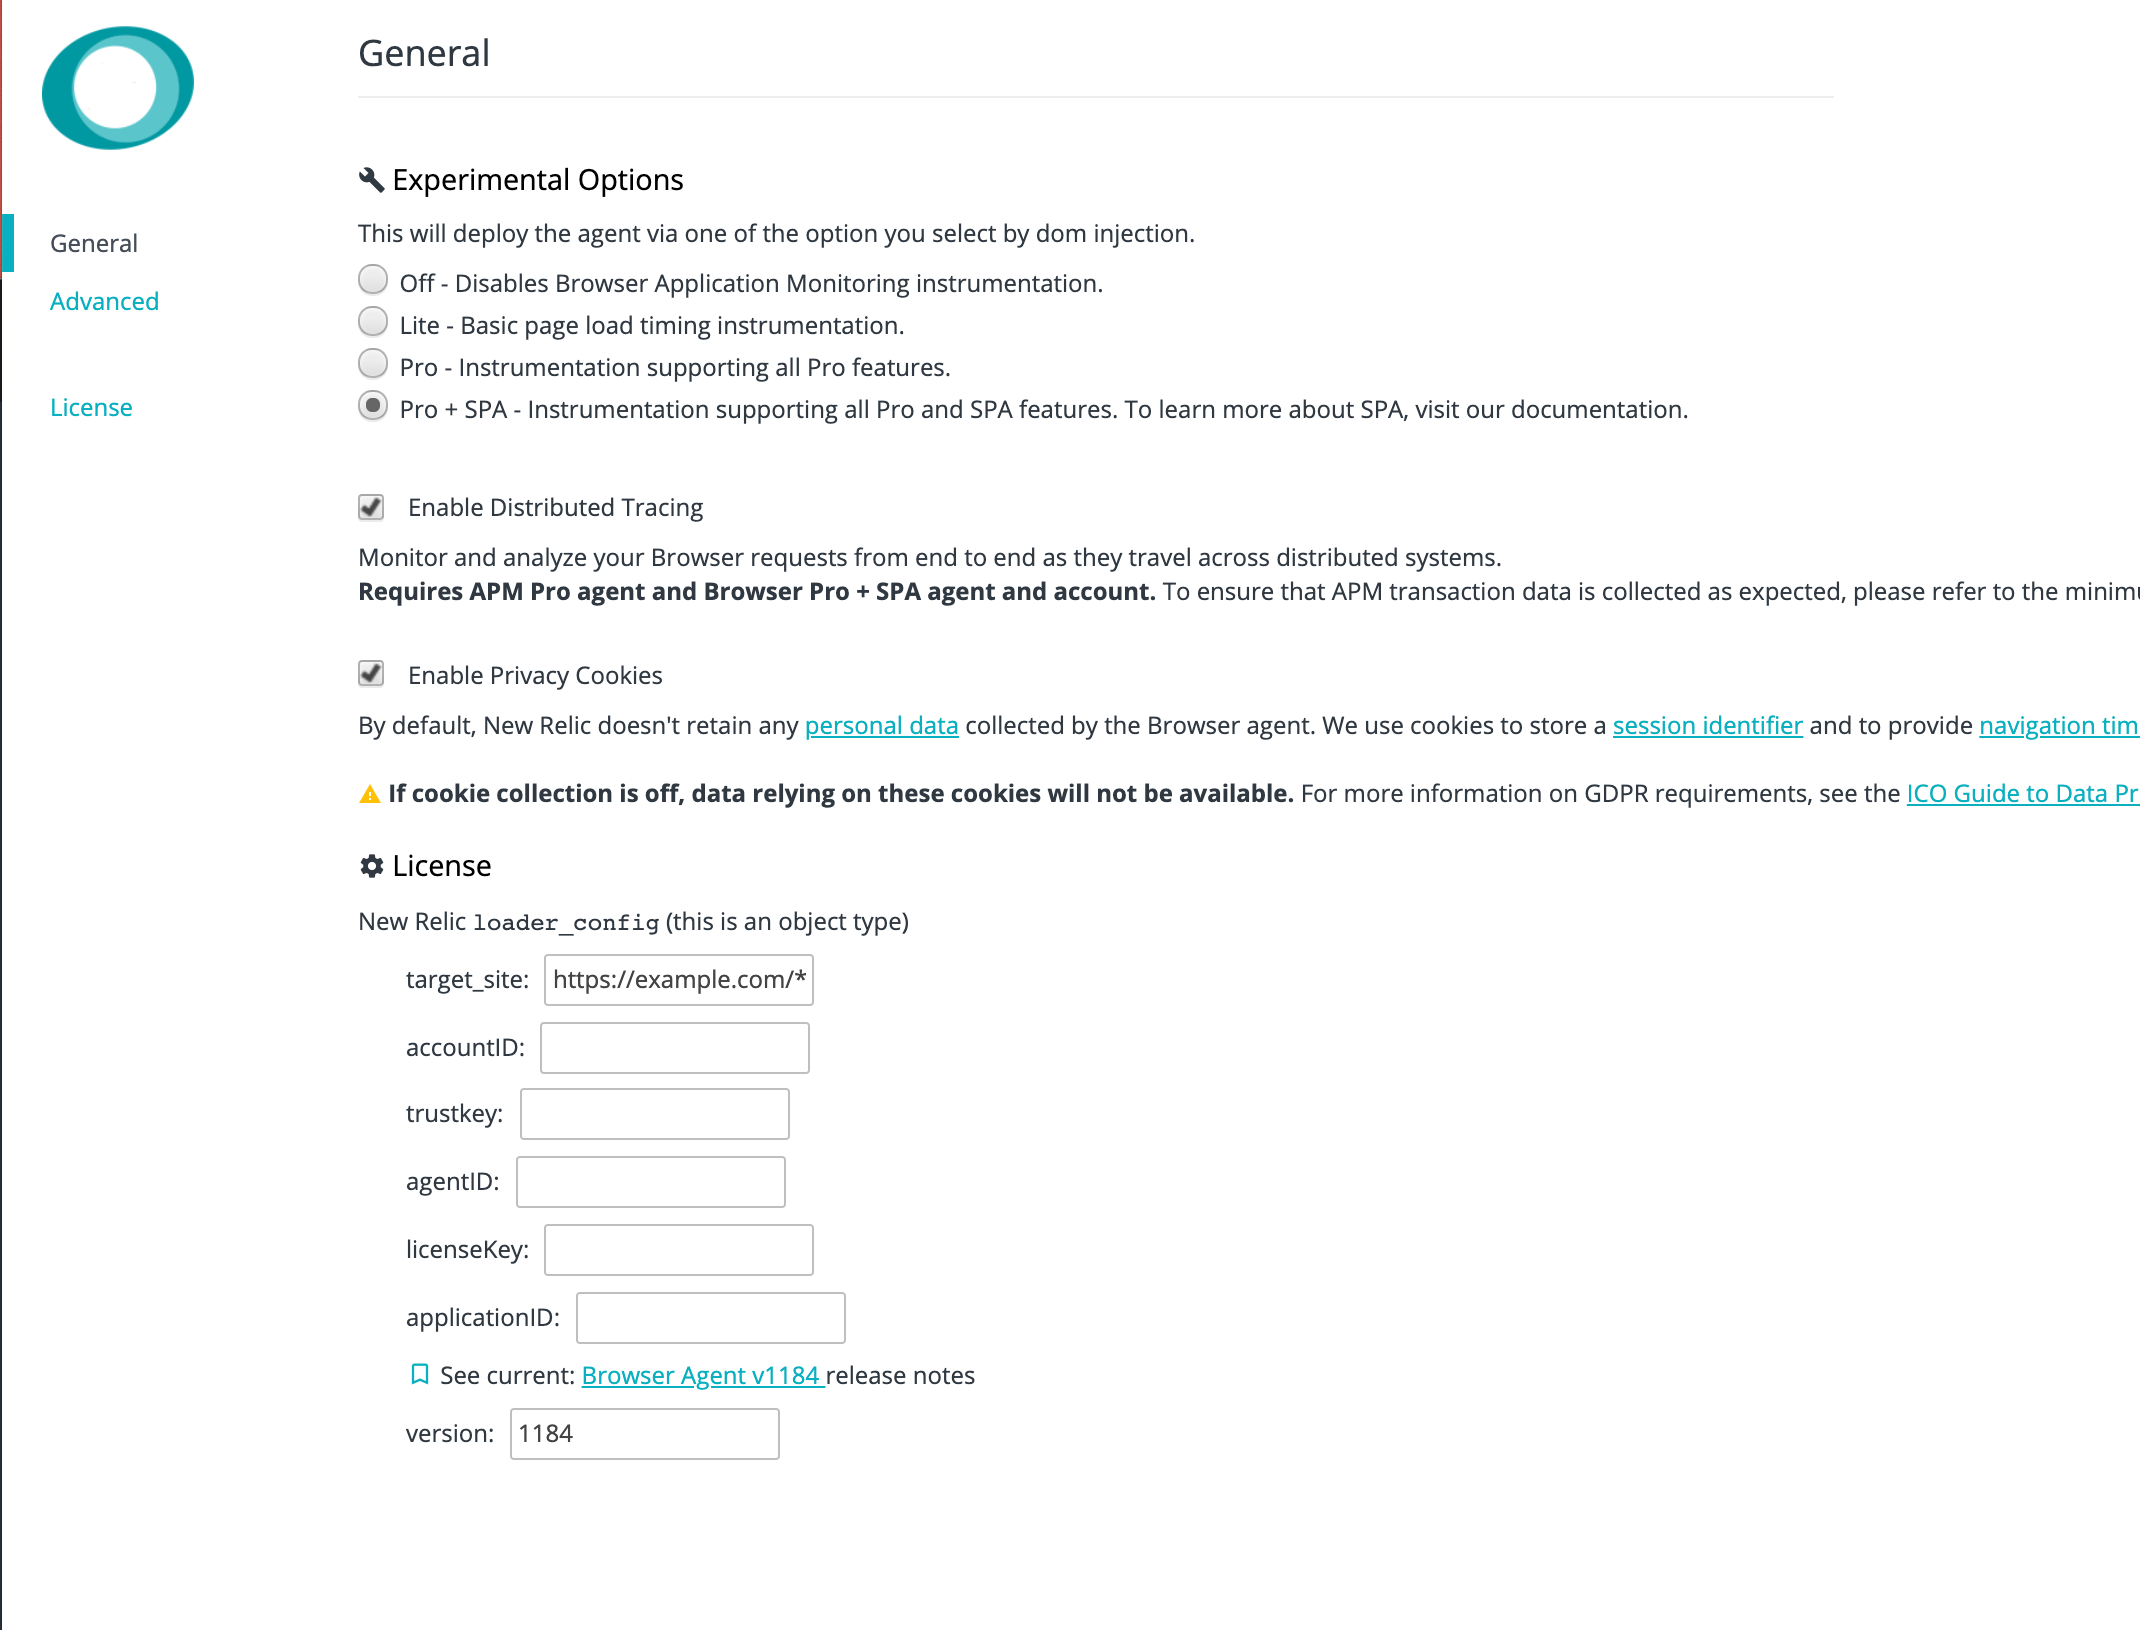 General
General
Advanced
License
Experimental Options
This will deploy the agent via one of the option you select by dom injection.
Off - Disables Browser Application Monitoring instrumentation.
Lite - Basic page load timing instrumentation.
Pro - Instrumentation supporting all Pro features.
Pro + SPA - Instrumentation supporting all Pro and SPA features. To learn more about SPA, visit our documentation.
Enable Distributed Tracing
Monitor and analyze your Browser requests from end to end as they travel across distributed systems.
Requires APM Pro agent and Browser Pro + SPA agent and account. To ensure that APM transaction data is collected as expected, please refer to the
Enable Privacy Cookies
By default, New Relic doesn't retain any personal data collected by the Browser agent. We use cookies to store a session identifier and to provide navigation tim
If cookie collection is off, data relying on these cookies will not be available. For more information on GDPR requirements, see the ICO Guide to Data Pr
License
New Relic loader_config (this is an object type)
target_site: https://example.com/*
accountID:
trustkey:
agentID:
licenseKey:
applicationID:
See current: Browser Agent v1184 release notes
version: 1184